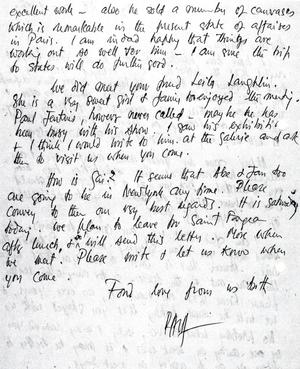 excellent work – also he sold a number of canvases
which is remarkable in the present state of affairs
in Paris. I am indeed happy that things are
working out so well for him – I am sure the trip
to States will do further good.
We did meet your friend Leila Laughlin.
She is a very sweet girl & enjoyed the meeting.
Paul Jenkins, however never called – maybe he has
been busy with his show. I saw his exhibition
& I think I would write to him at the Galerie and ask
to visit us when you come.
How is It seems that Abe & Jan too
are going to be in New York any time. Please
convey to them our very best regards. It is saturday
today. We plan to leave for Saint
after lunch & will send this letter. More when
we meet. Please write & let us know when
you come.
Fond love from us both